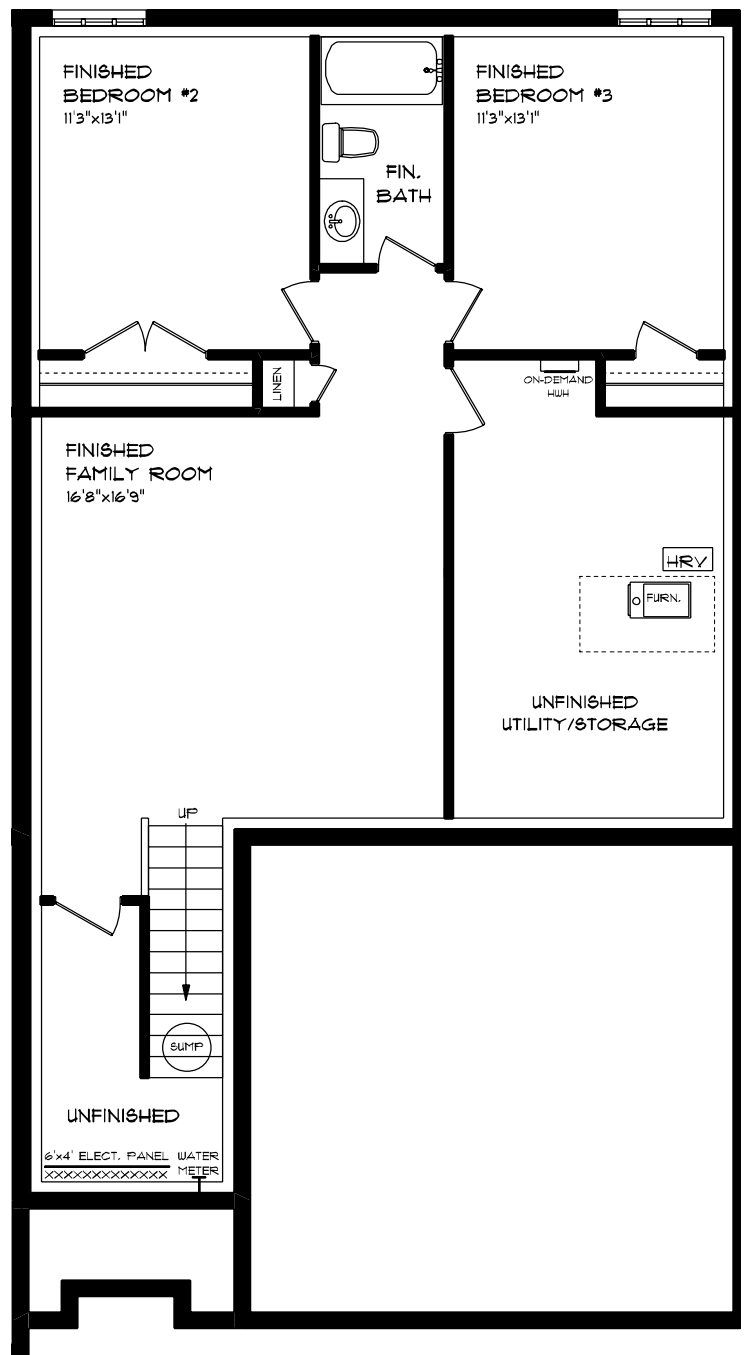 FINISHED
BEDROOM #2
11'3"x13'1"
FINISHED
BEDROOM #3
11'3"x13'1"
FIN.
BATH
LINEN
ON-DEMAND
HWH
FINISHED
FAMILY ROOM
16'8"x16'9"
HRV
FURN.
UNFINISHED
UTILITY/STORAGE
UP
SUMP
UNFINISHED
6'x4' ELECT. PANEL
WATER
METER